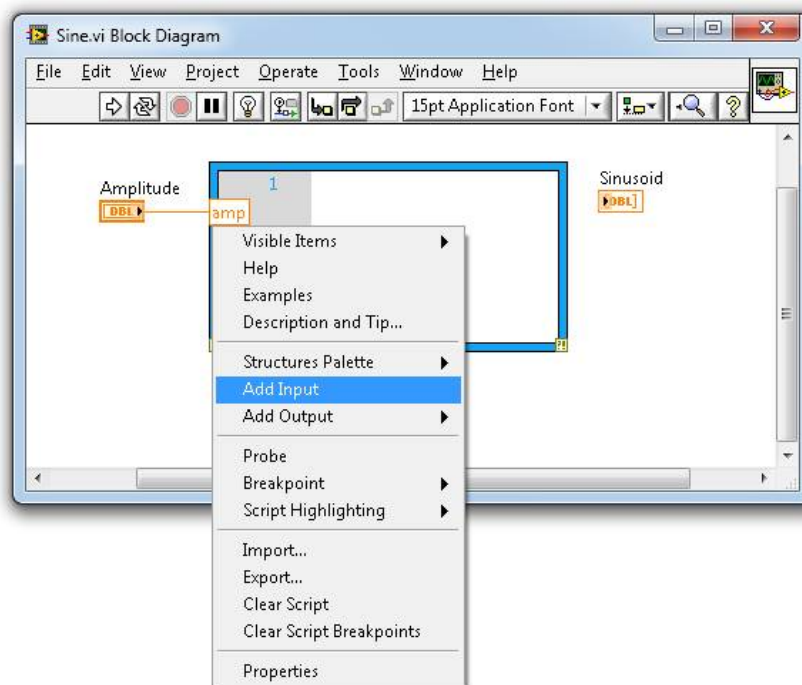 Sine.vi Block Diagram
File Edit View Project Operate Tools Window Help
15pt Application Font
Amplitude
DBL
amp
1
Sinusoid
DBL
Visible Items
Help
Examples
Description and Tip...
Structures Palette
Add Input
Add Output
Probe
Breakpoint
Script Highlighting
Import...
Export...
Clear Script
Clear Script Breakpoints
Properties